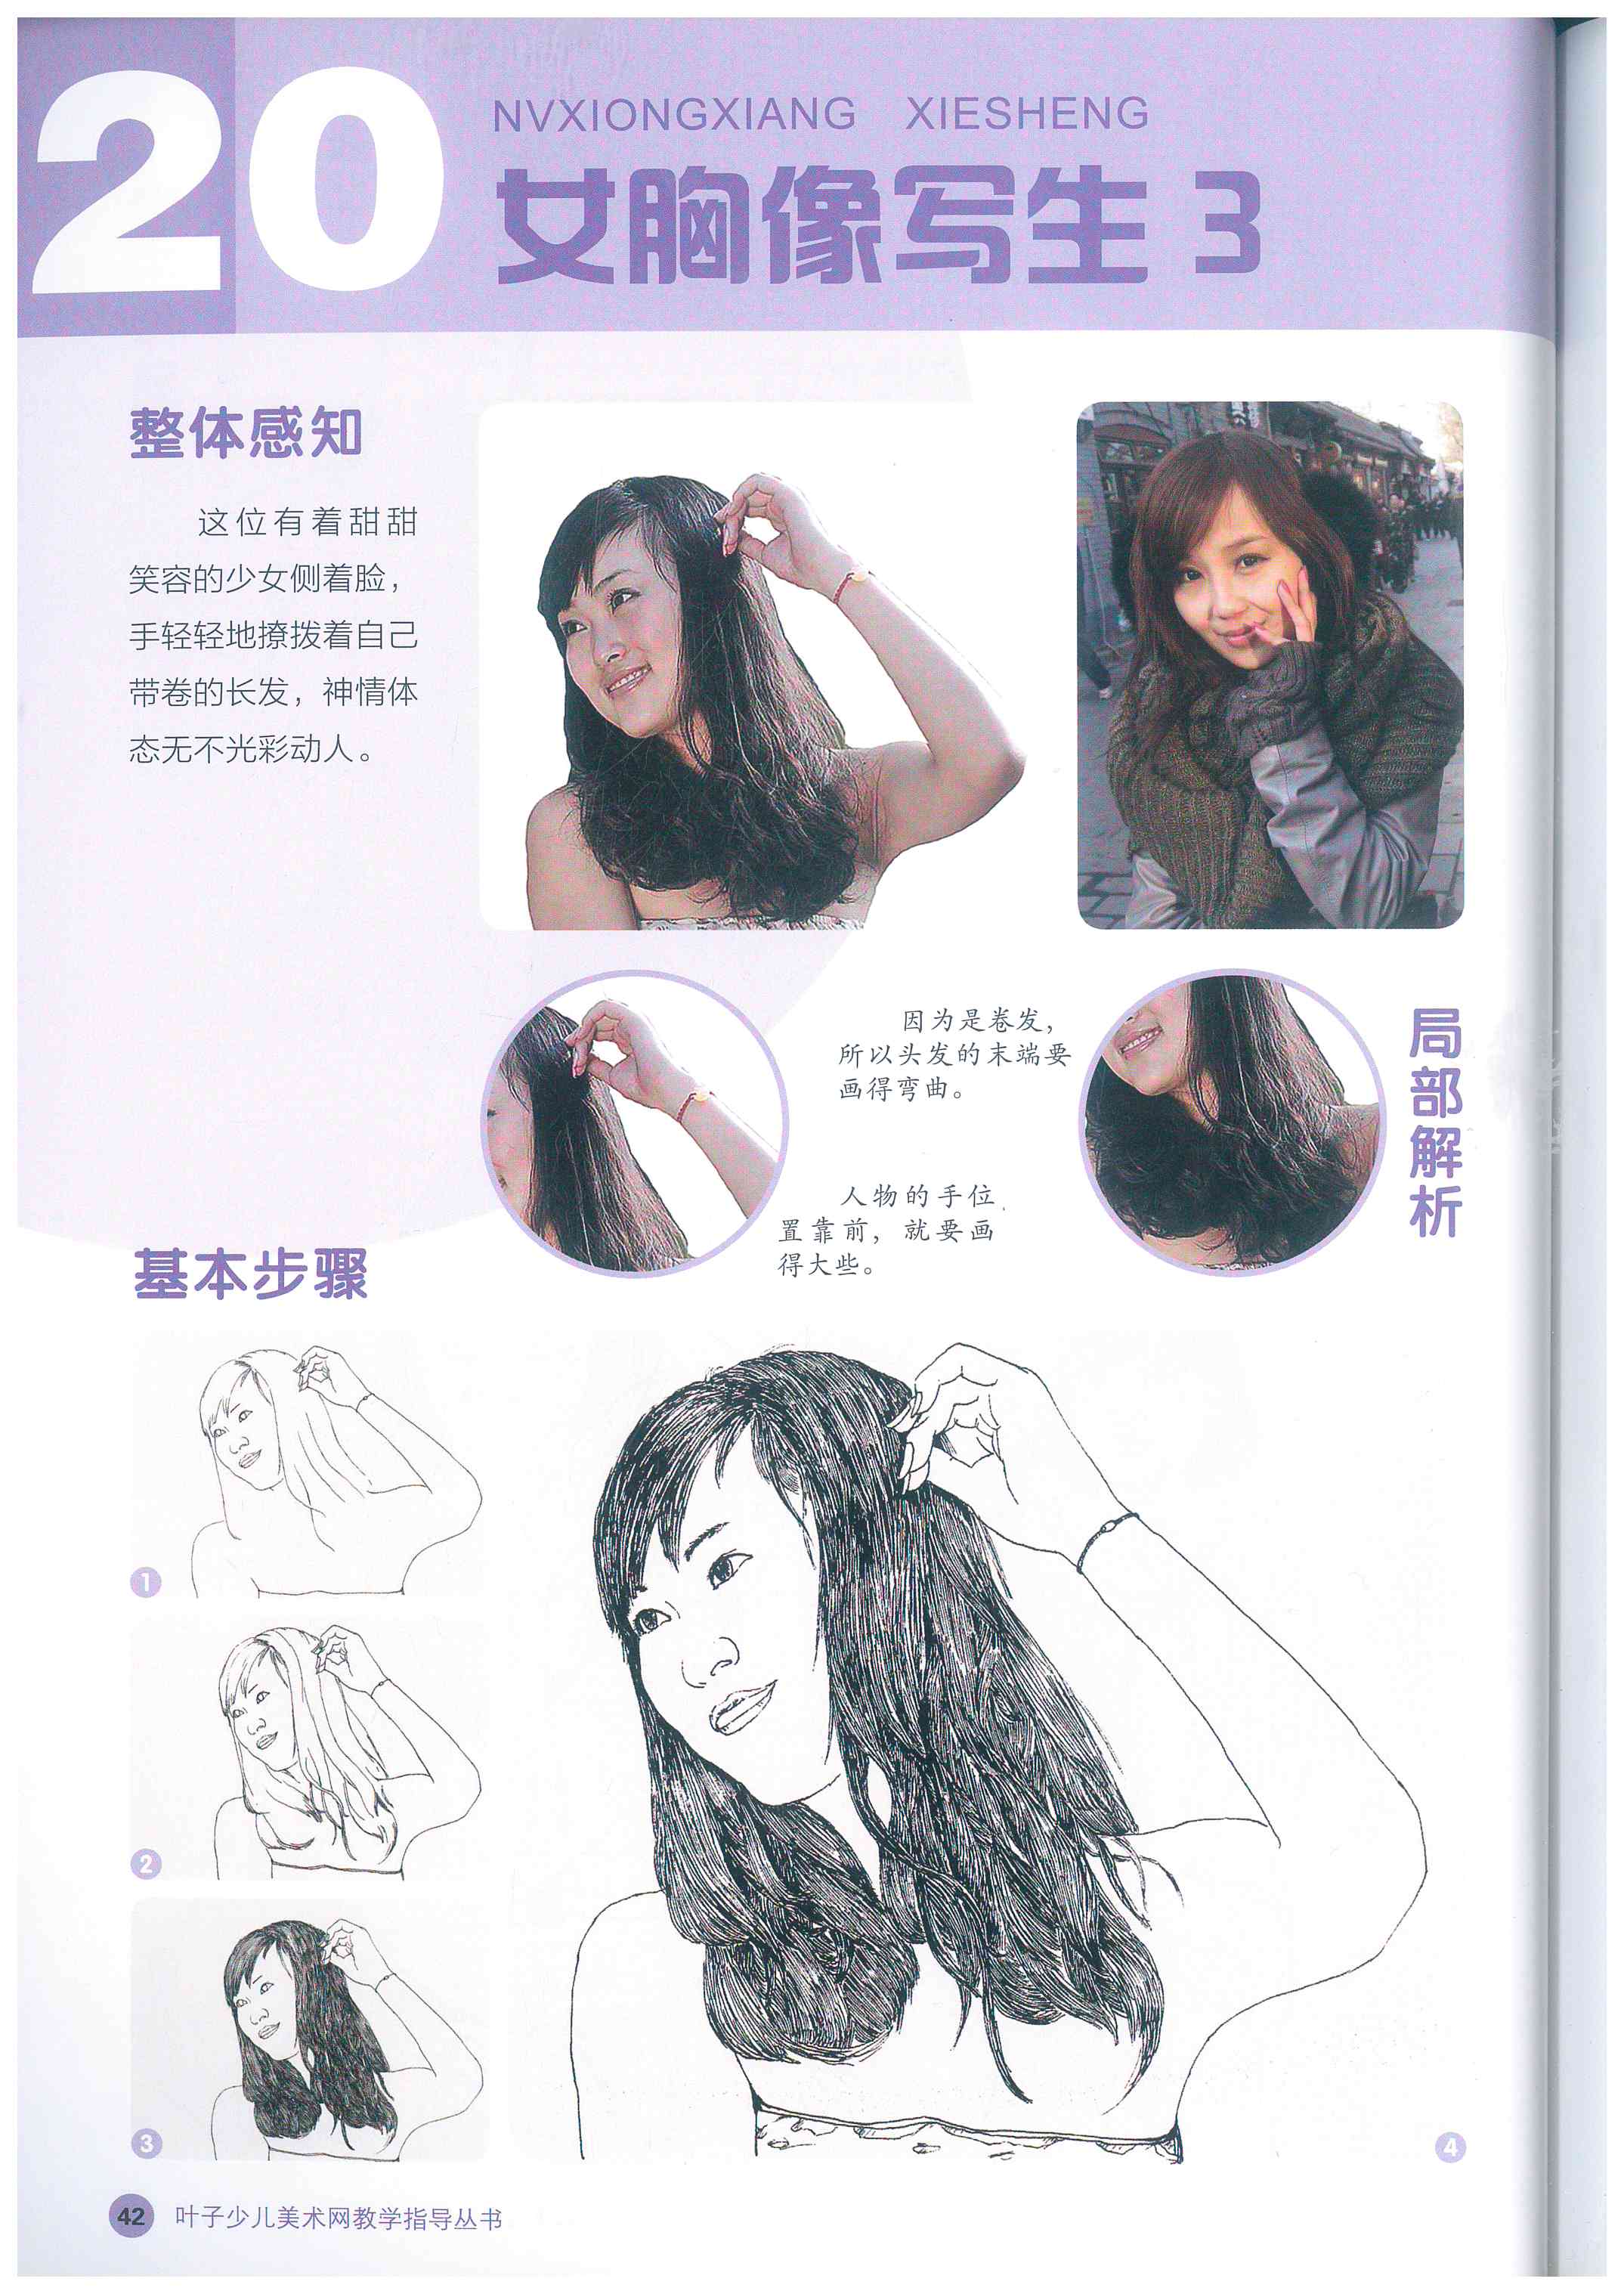 20
NVXIONGXIANG XIESHENG
女胸像写生 3
整体感知
这位有着甜甜
笑容的少女侧着脸，
手轻轻地撩拨着自己
带卷的长发，神情体
态无不光彩动人。
局部解析
因为是卷发，
所以头发的末端要
画得弯曲。
人物的手位
置靠前，就要画
得大些。
基本步骤
1
2
3
4
42 叶子少儿美术网教学指导丛书